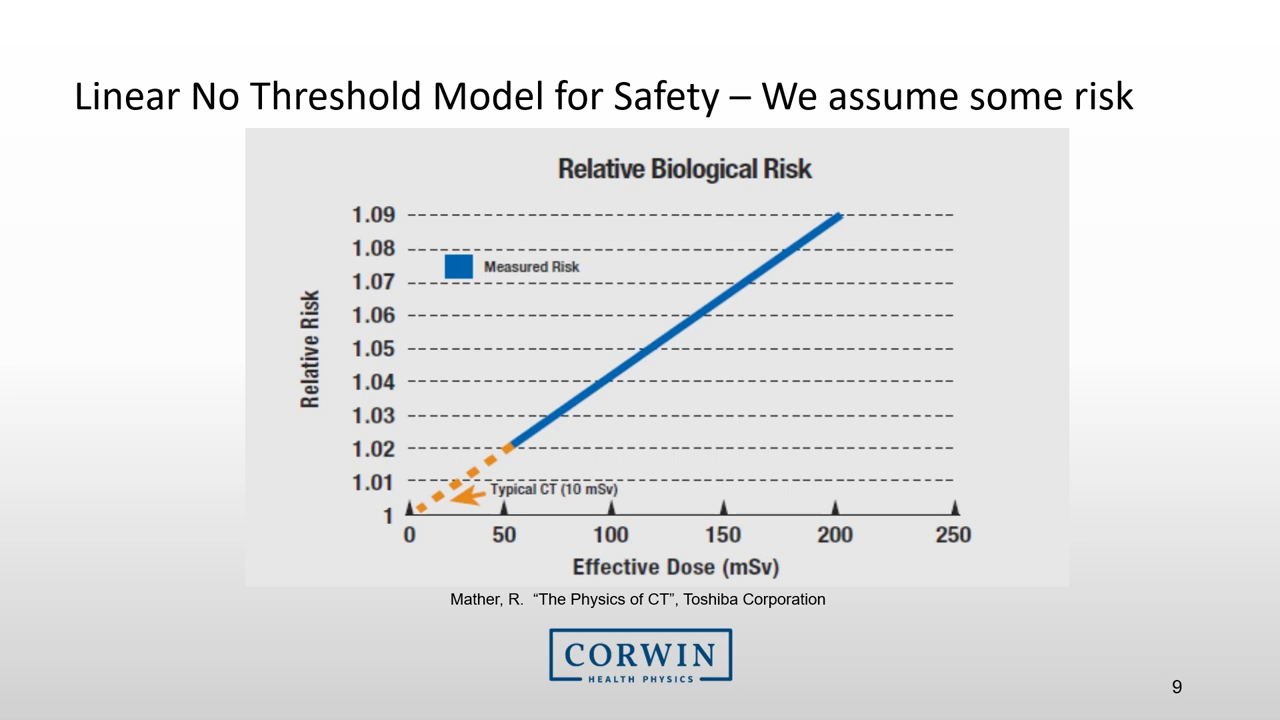 Linear No Threshold Model for Safety – We assume some risk
Relative Biological Risk
1.09
1.08
Measured Risk
1.07
1.06
1.05
1.04
1.03
1.02
1.01
1
Relative Risk
Typical CT (10 mSv)
0 50 100 150 200 250
Effective Dose (mSv)
Mather, R. “The Physics of CT”, Toshiba Corporation
CORWIN
HEALTH PHYSICS
9